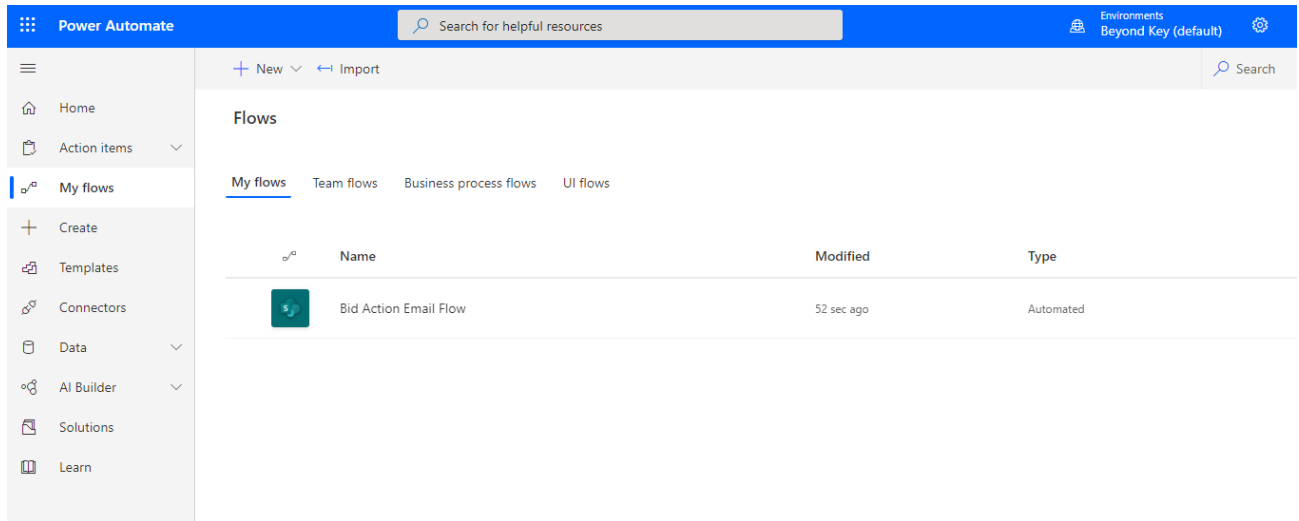 Power Automate
Search for helpful resources
Environments
Beyond Key (default)
New
Import
Search
Home
Action items
My flows
Create
Templates
Connectors
Data
AI Builder
Solutions
Learn
Flows
My flows Team flows Business process flows UI flows
Name Modified Type
S Bid Action Email Flow 52 sec ago Automated